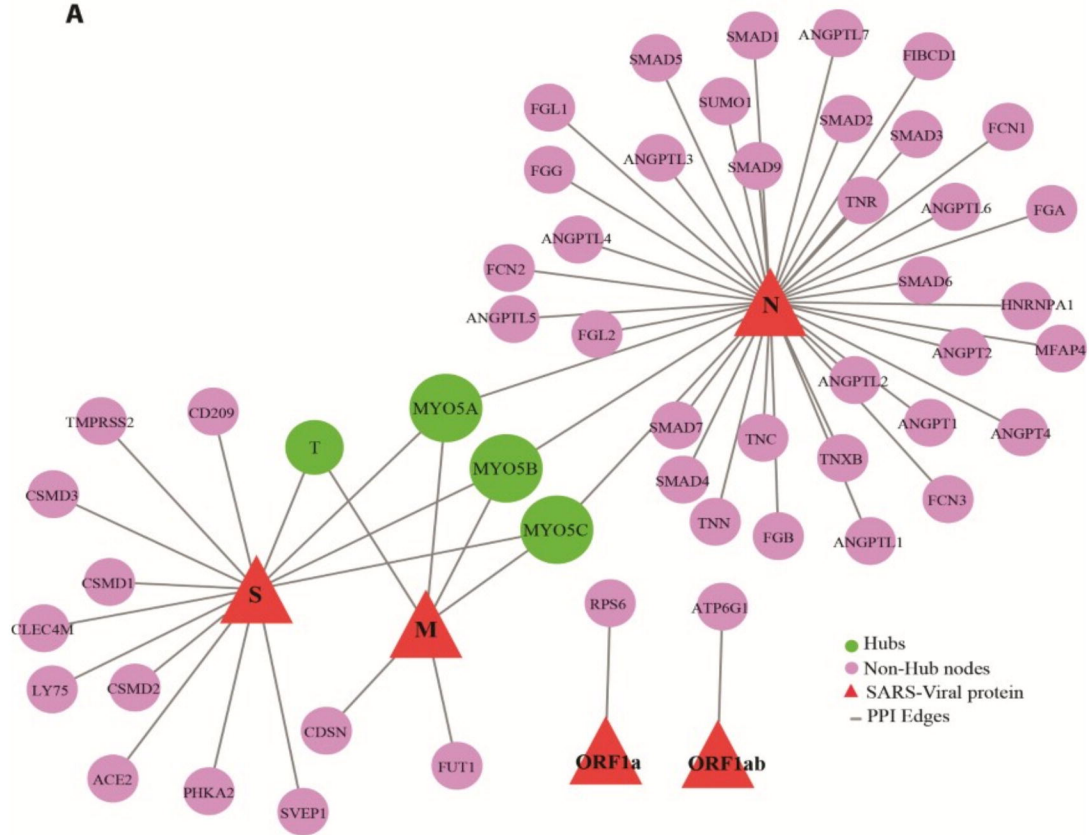 A
SMAD1
ANGPTL7
SMAD5
FIBCD1
FGL1
SUMO1
SMAD2
SMAD3
FCN1
FGG
ANGPTL3
SMAD9
TNR
ANGPTL6
FGA
ANGPTL4
FCN2
SMAD6
N
HNRNPA1
ANGPTL5
FGL2
ANGPT2
MFAP4
ANGPTL2
MYO5A
ANGPT1
ANGPT4
SMAD7
TNC
TNXB
TMPRSS2
CD209
T
MYO5B
SMAD4
FCN3
CSMD3
MYO5C
TNN
FGB
ANGPTL1
CSMD1
S
CLEC4M
M
RPS6
ATP6G1
LY75
CSMD2
CDSN
FUT1
ACE2
PHKA2
SVEP1
ORF1a
ORF1ab
Hubs
Non-Hub nodes
SARS-Viral protein
PPI Edges